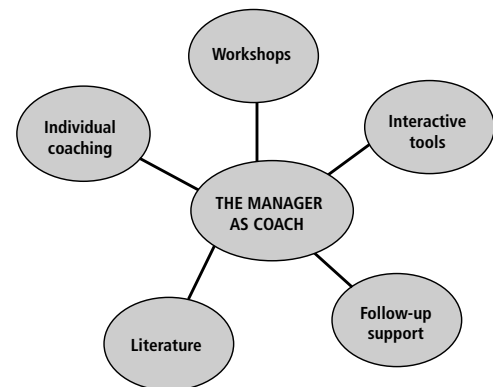 Workshops
Individual
coaching
Interactive
tools
THE MANAGER
AS COACH
Literature
Follow-up
support